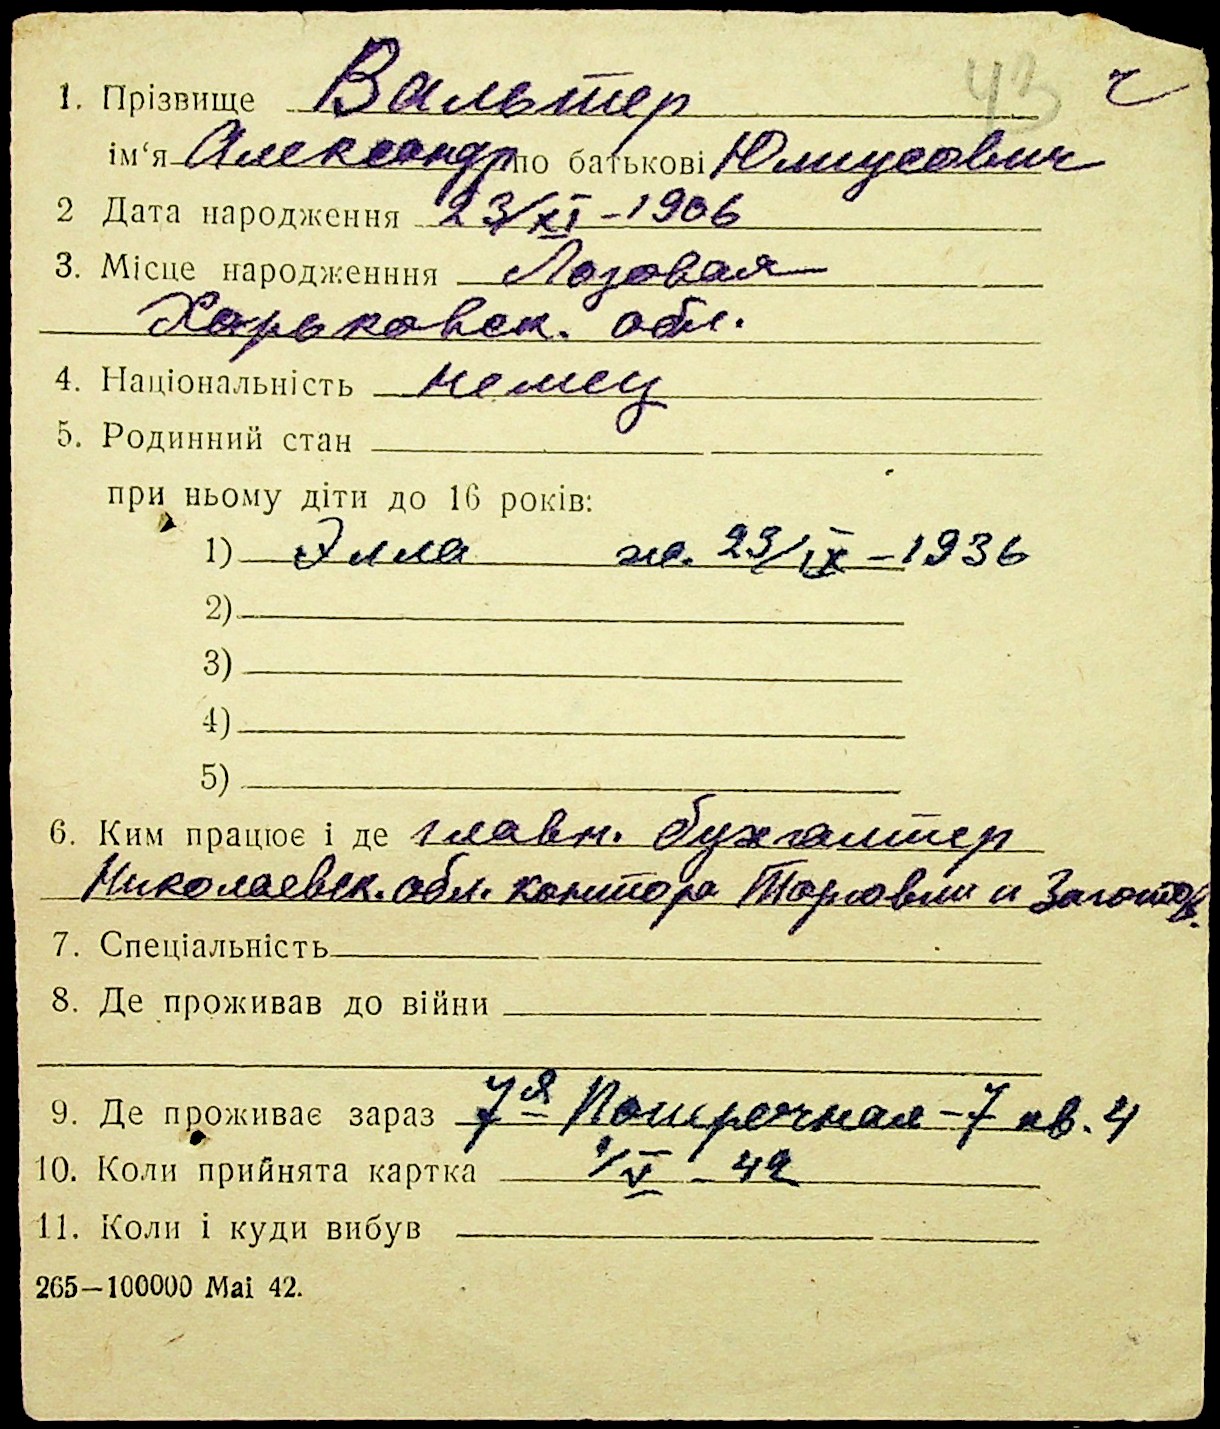 43 ч
1. Прізвище Вальтер
ім‘я Александр по батькові Юлиусович
2 Дата народження 23/XI – 1906
3. Місце народженння Лозовая
Харьковск. обл.
4. Національність немец
5. Родинний стан
при ньому діти до 16 років:
1) Элла ж. 23/IX – 1936
2)
3)
4)
5)
6. Ким працює і де главн. бухгалтер
Николаевск. обл. контора Торговли и Заготов.
7. Спеціальність
8. Де проживав до війни
9. Де проживає зараз 7я Поперечная – 7 кв. 4
10. Коли прийнята картка 1/V – 42
11. Коли і куди вибув
265—100000 Mai 42.